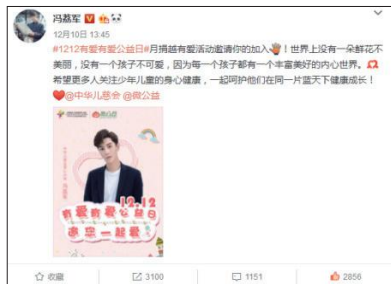 冯荔军
12月10日 13:45
#1212有爱有爱公益日#月捐越有爱活动邀请你的加入！世界上没有一朵鲜花不
美丽，没有一个孩子不可爱，因为每一个孩子都有一个丰富美好的内心世界。
希望更多人关注少年儿童的身心健康，一起呵护他们在同一片蓝天下健康成长！
@中华儿慈会 @微公益
12.12
有爱有爱公益日
邀您一起爱
收藏
3100
1151
2856